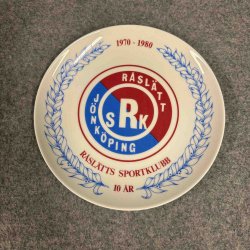 1970 - 1980
RÅSLÄTT
SRK
JÖNKÖPING
RÅSLÄTTS SPORTKLUBB
10 ÅR